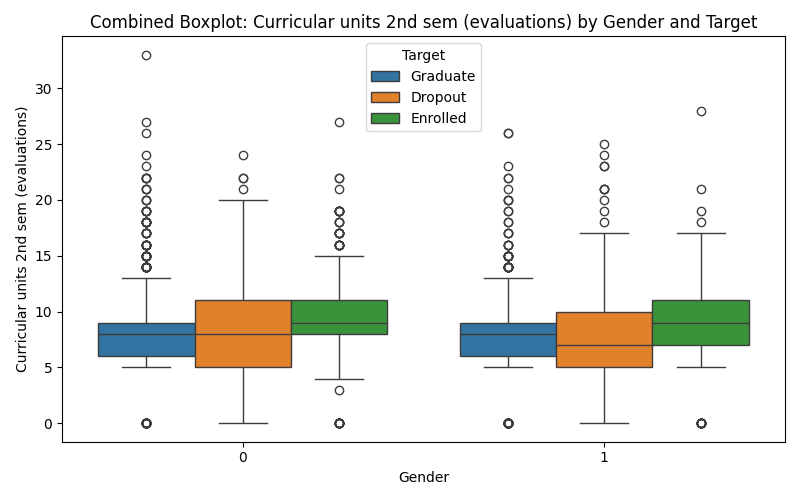 Combined Boxplot: Curricular units 2nd sem (evaluations) by Gender and Target
Target
Graduate
Dropout
Enrolled
Curricular units 2nd sem (evaluations)
30
25
20
15
10
5
0
0 1
Gender